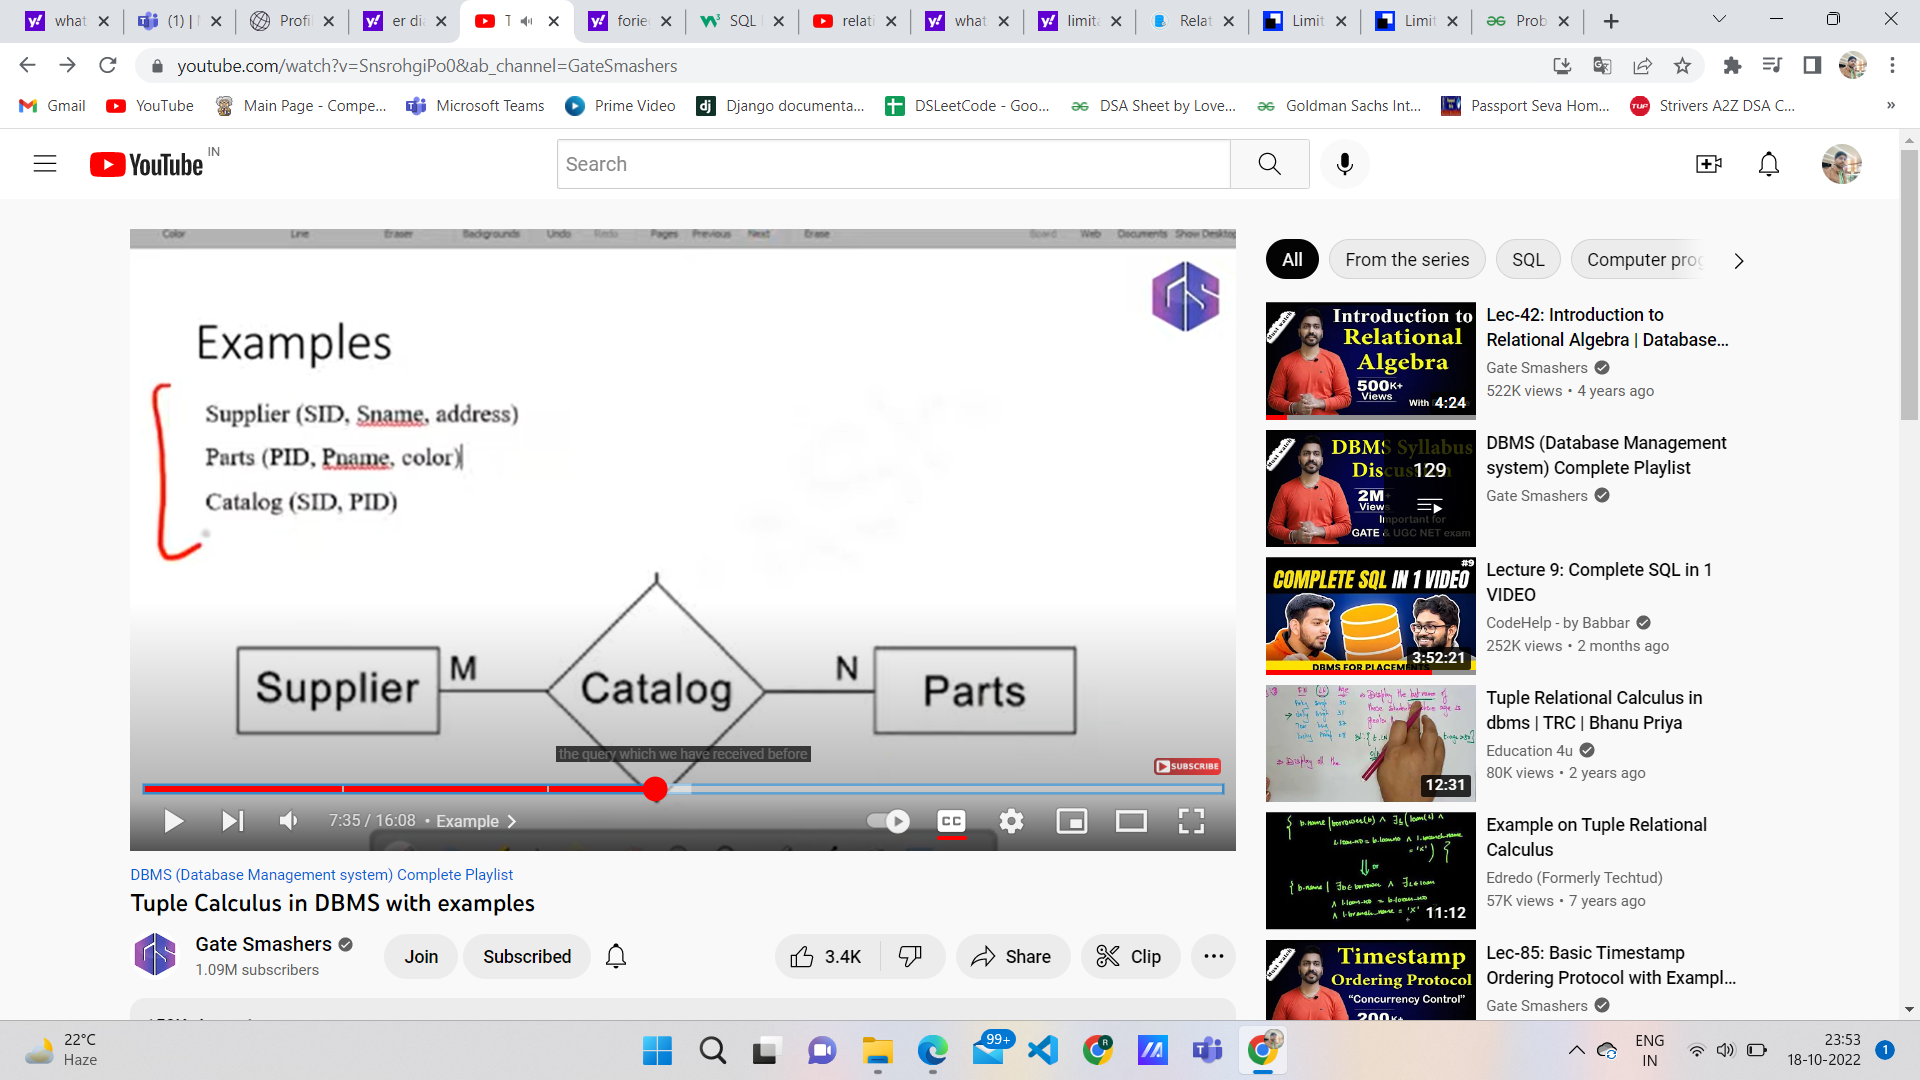 what
(1) |
Profil
er dia
T
forie
SQL
relati
what
limit
Relat
Limit
Limit
Prob
youtube.com/watch?v=SnsrohgiPo0&ab_channel=GateSmashers
Gmail
YouTube
Main Page - Compe...
Microsoft Teams
Prime Video
Django documenta...
DSLeetCode - Goo...
DSA Sheet by Love...
Goldman Sachs Int...
Passport Seva Hom...
Strivers A2Z DSA C...
»
YouTube IN
Search
Color Line Eraser Backgrounds Undo Redo Pages Previous Next Erase Board Web Documents Show Desktop
Examples
Supplier (SID, Sname, address)
Parts (PID, Pname, color)
Catalog (SID, PID)
Supplier M Catalog N Parts
the query which we have received before
SUBSCRIBE
7:35 / 16:08 • Example
CC
DBMS (Database Management system) Complete Playlist
Tuple Calculus in DBMS with examples
Gate Smashers
1.09M subscribers
Join
Subscribed
3.4K
Share
Clip
All
From the series
SQL
Computer prog
Introduction to
Relational
Algebra
500K+
Views
With
4:24
Lec-42: Introduction to
Relational Algebra | Database...
Gate Smashers
522K views • 4 years ago
DBMS Syllabus
Discussion
129
2M+
Views
Important for
GATE & UGC NET exam
DBMS (Database Management
system) Complete Playlist
Gate Smashers
#9
COMPLETE SQL IN 1 VIDEO
DBMS FOR PLACEMENTS
3:52:21
Lecture 9: Complete SQL in 1
VIDEO
CodeHelp - by Babbar
252K views • 2 months ago
12:31
Tuple Relational Calculus in
dbms | TRC | Bhanu Priya
Education 4u
80K views • 2 years ago
11:12
Example on Tuple Relational
Calculus
Edredo (Formerly Techtud)
57K views • 7 years ago
Timestamp
Ordering Protocol
"Concurrency Control"
200K+
Lec-85: Basic Timestamp
Ordering Protocol with Exampl...
Gate Smashers
22°C
Haze
99+
ENG
IN
23:53
18-10-2022
1